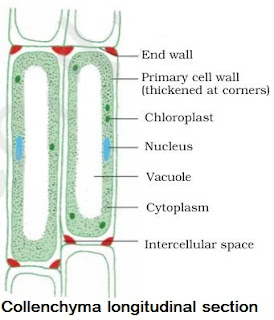 End wall
Primary cell wall
(thickened at corners)
Chloroplast
Nucleus
Vacuole
Cytoplasm
Intercellular space
Collenchyma longitudinal section